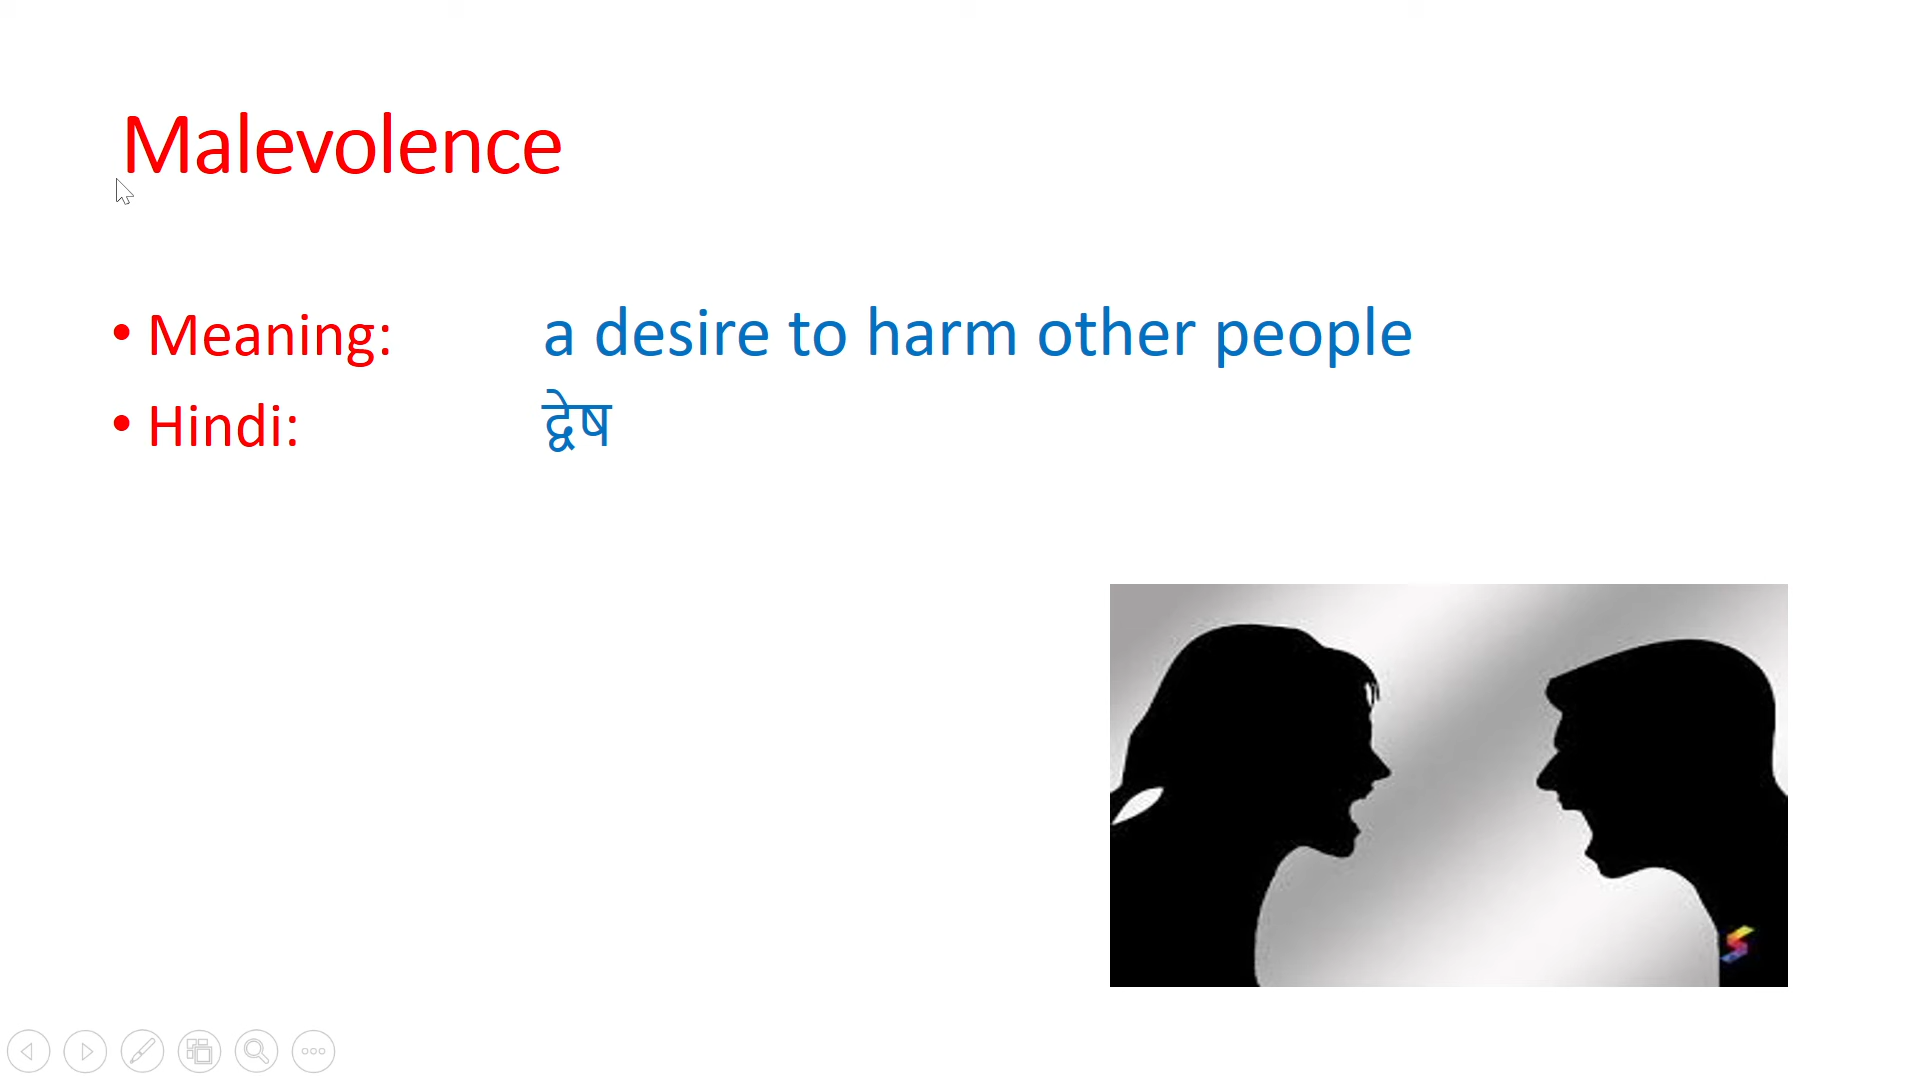 Malevolence
• Meaning: a desire to harm other people
• Hindi: द्वेष